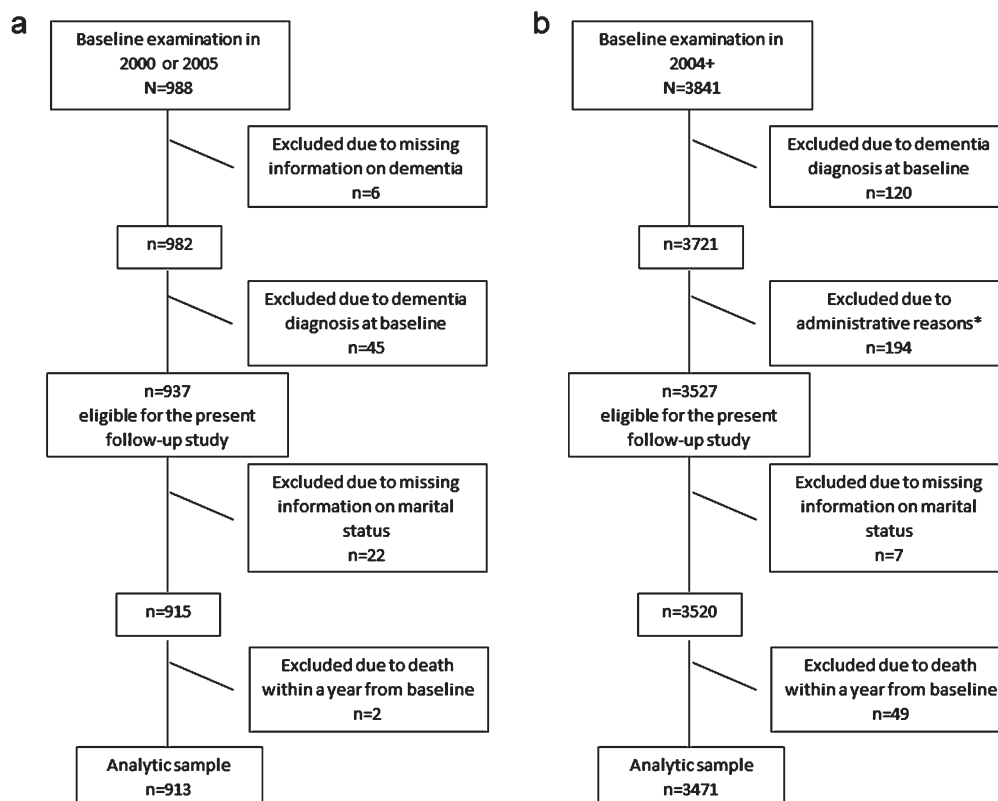 a
Baseline examination in
2000 or 2005
N=988
Excluded due to missing
information on dementia
n=6
n=982
Excluded due to dementia
diagnosis at baseline
n=45
n=937
eligible for the present
follow-up study
Excluded due to missing
information on marital
status
n=22
n=915
Excluded due to death
within a year from baseline
n=2
Analytic sample
n=913
b
Baseline examination in
2004+
N=3841
Excluded due to dementia
diagnosis at baseline
n=120
n=3721
Excluded due to
administrative reasons*
n=194
n=3527
eligible for the present
follow-up study
Excluded due to missing
information on marital
status
n=7
n=3520
Excluded due to death
within a year from baseline
n=49
Analytic sample
n=3471